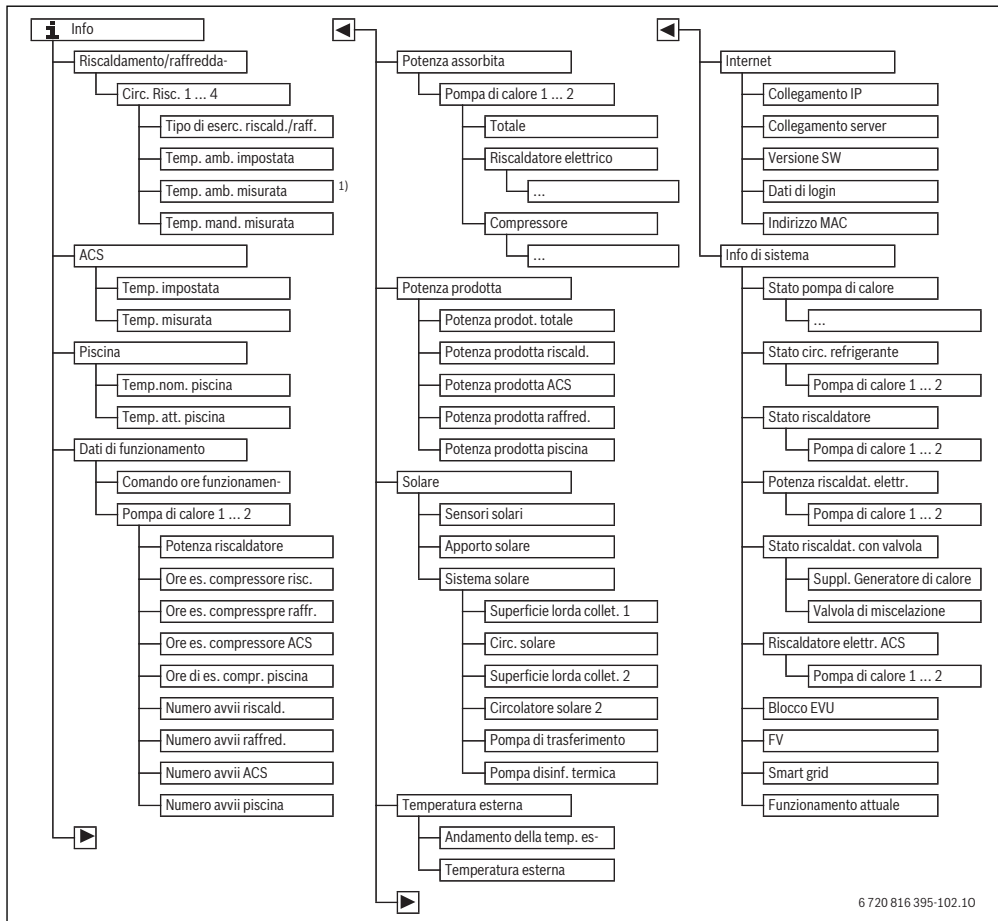 Info
Riscaldamento/raffredda-
Circ. Risc. 1 ... 4
Tipo di eserc. riscald./raff.
Temp. amb. impostata
Temp. amb. misurata 1)
Temp. mand. misurata
ACS
Temp. impostata
Temp. misurata
Piscina
Temp.nom. piscina
Temp. att. piscina
Dati di funzionamento
Comando ore funzionamen-
Pompa di calore 1 ... 2
Potenza riscaldatore
Ore es. compressore risc.
Ore es. compresspre raffr.
Ore es. compressore ACS
Ore di es. compr. piscina
Numero avvii riscald.
Numero avvii raffred.
Numero avvii ACS
Numero avvii piscina
Potenza assorbita
Pompa di calore 1 ... 2
Totale
Riscaldatore elettrico
...
Compressore
...
Potenza prodotta
Potenza prodot. totale
Potenza prodotta riscald.
Potenza prodotta ACS
Potenza prodotta raffred.
Potenza prodotta piscina
Solare
Sensori solari
Apporto solare
Sistema solare
Superficie lorda collet. 1
Circ. solare
Superficie lorda collet. 2
Circolatore solare 2
Pompa di trasferimento
Pompa disinf. termica
Temperatura esterna
Andamento della temp. es-
Temperatura esterna
Internet
Collegamento IP
Collegamento server
Versione SW
Dati di login
Indirizzo MAC
Info di sistema
Stato pompa di calore
...
Stato circ. refrigerante
Pompa di calore 1 ... 2
Stato riscaldatore
Pompa di calore 1 ... 2
Potenza riscaldat. elettr.
Pompa di calore 1 ... 2
Stato riscaldat. con valvola
Suppl. Generatore di calore
Valvola di miscelazione
Riscaldatore elettr. ACS
Pompa di calore 1 ... 2
Blocco EVU
FV
Smart grid
Funzionamento attuale
6 720 816 395-102.1O